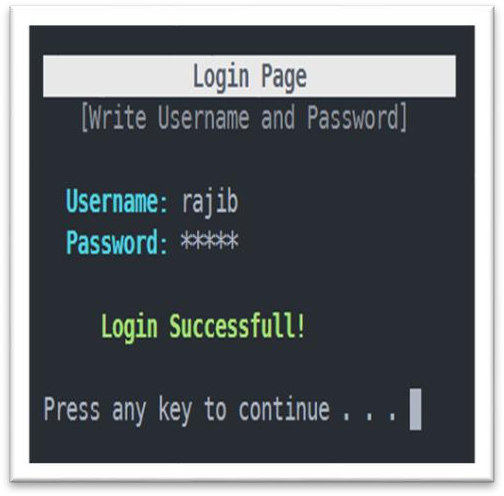 Login Page
[Write Username and Password]
Username: rajib
Password: *****
Login Successfull!
Press any key to continue . . .